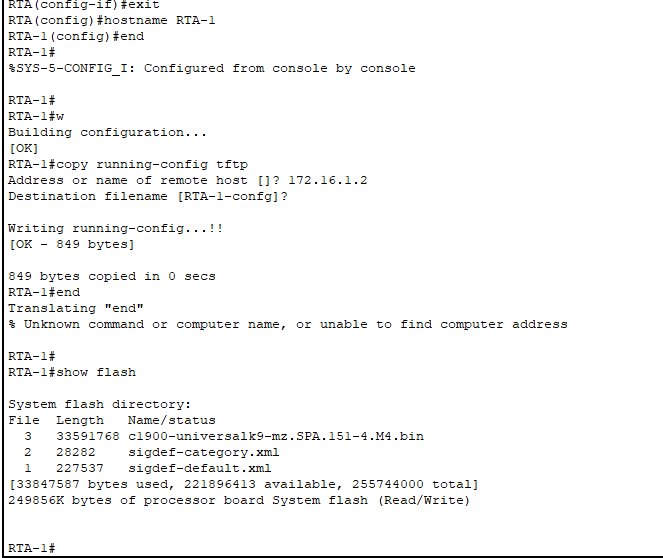 RTA(config-if)#exit
RTA(config)#hostname RTA-1
RTA-1(config)#end
RTA-1#
%SYS-5-CONFIG_I: Configured from console by console
RTA-1#
RTA-1#w
Building configuration...
[OK]
RTA-1#copy running-config tftp
Address or name of remote host []? 172.16.1.2
Destination filename [RTA-1-confg]?
Writing running-config...!!
[OK - 849 bytes]
849 bytes copied in 0 secs
RTA-1#end
Translating "end"
% Unknown command or computer name, or unable to find computer address
RTA-1#
RTA-1#show flash
System flash directory:
File  Length   Name/status
  3   33591768 c1900-universalk9-mz.SPA.151-4.M4.bin
  2   28282    sigdef-category.xml
  1   227537   sigdef-default.xml
[33847587 bytes used, 221896413 available, 255744000 total]
249856K bytes of processor board System flash (Read/Write)
RTA-1#